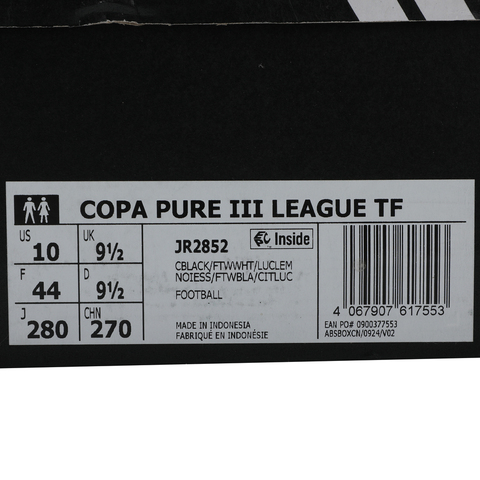 COPA PURE III LEAGUE TF
US 10 UK 9½
F 44 D 9½
J 280 CHN 270
JR2852
Inside
CBLACK/FTWWHT/LUCLEM
NOIESS/FTWBLA/CITLUC
FOOTBALL
MADE IN INDONESIA
FABRIQUÉ EN INDONÉSIE
4 067907 617553
EAN PO# 0900377553
ABSBOXCN/0924/V02